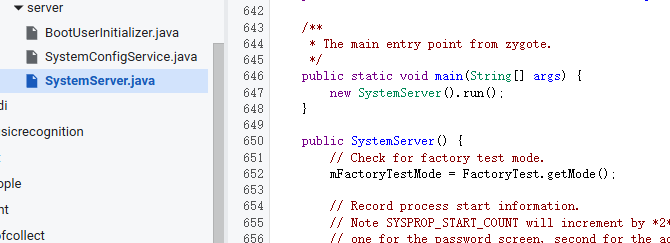 server
BootUserInitializer.java
SystemConfigService.java
SystemServer.java
di
sicrecognition
ople
nt
ofcollect
642
643 /**
644 * The main entry point from zygote.
645 */
646 public static void main(String[] args) {
647 new SystemServer().run();
648 }
649
650 public SystemServer() {
651 // Check for factory test mode.
652 mFactoryTestMode = FactoryTest.getMode();
653
654 // Record process start information.
655 // Note SYSPROP_START_COUNT will increment by *2*
656 // one for the password screen, second for the ac